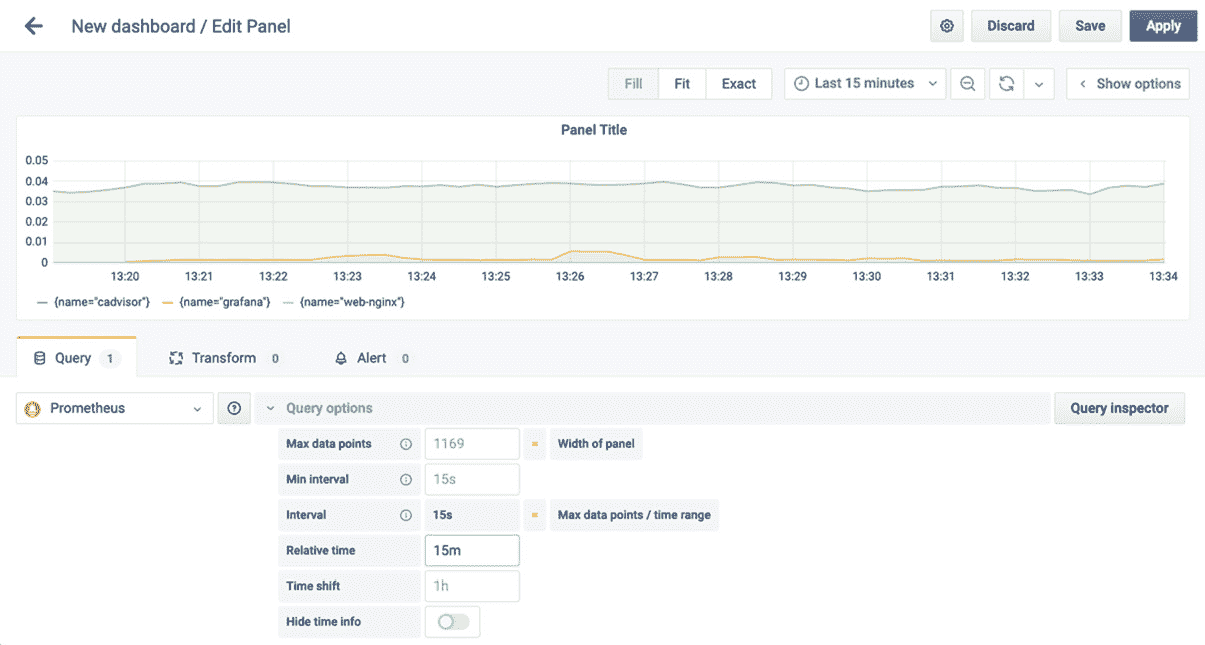 New dashboard / Edit Panel
Discard Save Apply
Fill Fit Exact Last 15 minutes Show options
Panel Title
0.05
0.04
0.03
0.02
0.01
0
13:20 13:21 13:22 13:23 13:24 13:25 13:26 13:27 13:28 13:29 13:30 13:31 13:32 13:33 13:34
{name="cadvisor"} {name="grafana"} {name="web-nginx"}
Query 1 Transform 0 Alert 0
Prometheus Query options Query inspector
Max data points 1169 = Width of panel
Min interval 15s
Interval 15s = Max data points / time range
Relative time 15m
Time shift 1h
Hide time info